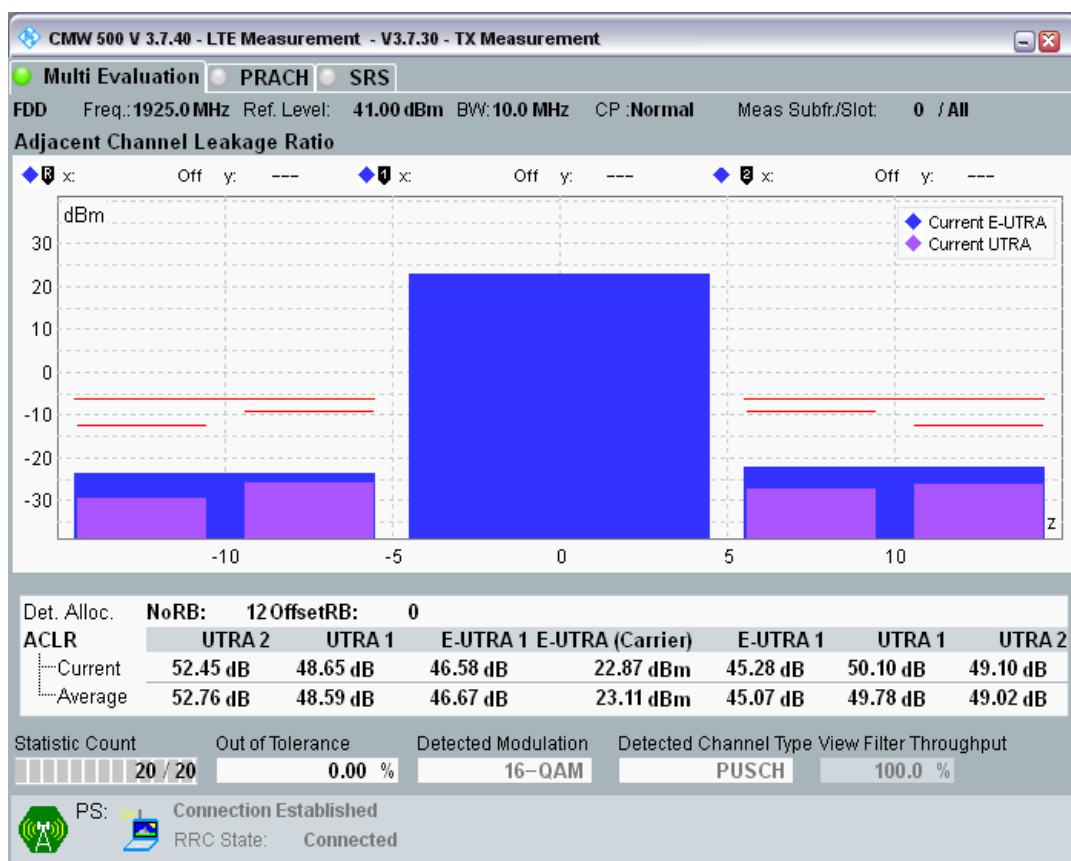 CMW 500 V 3.7.40 - LTE Measurement - V3.7.30 - TX Measurement
Multi Evaluation PRACH SRS
FDD Freq.: 1925.0 MHz Ref. Level: 41.00 dBm BW: 10.0 MHz CP :Normal Meas Subfr./Slot: 0 / All
Adjacent Channel Leakage Ratio
R x: Off y: --- 1 x: Off y: --- 2 x: Off y: ---
dBm
Current E-UTRA
Current UTRA
30
20
10
0
-10
-20
-30
z
-10 -5 0 5 10
Det. Alloc. NoRB: 12 OffsetRB: 0
ACLR UTRA 2 UTRA 1 E-UTRA 1 E-UTRA (Carrier) E-UTRA 1 UTRA 1 UTRA 2
Current 52.45 dB 48.65 dB 46.58 dB 22.87 dBm 45.28 dB 50.10 dB 49.10 dB
Average 52.76 dB 48.59 dB 46.67 dB 23.11 dBm 45.07 dB 49.78 dB 49.02 dB
Statistic Count Out of Tolerance Detected Modulation Detected Channel Type View Filter Throughput
20 / 20 0.00 % 16-QAM PUSCH 100.0 %
PS: Connection Established
RRC State: Connected